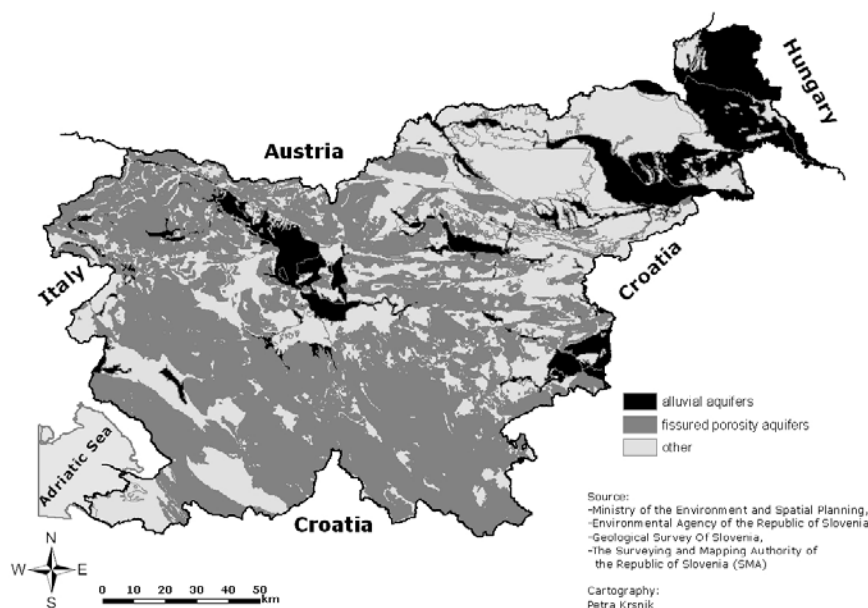 Hungary
Austria
Italy
Croatia
alluvial aquifers
fissured porosity aquifers
other
Adriatic Sea
Croatia
Source:
-Ministry of the Environment and Spatial Planning,
-Environmental Agency of the Republic of Slovenia
-Geological Survey Of Slovenia,
-The Surveying and Mapping Authority of
the Republic of Slovenia (SMA)
Cartography:
Petra Krsnik
N
W E
S
0 10 20 30 40 50
km